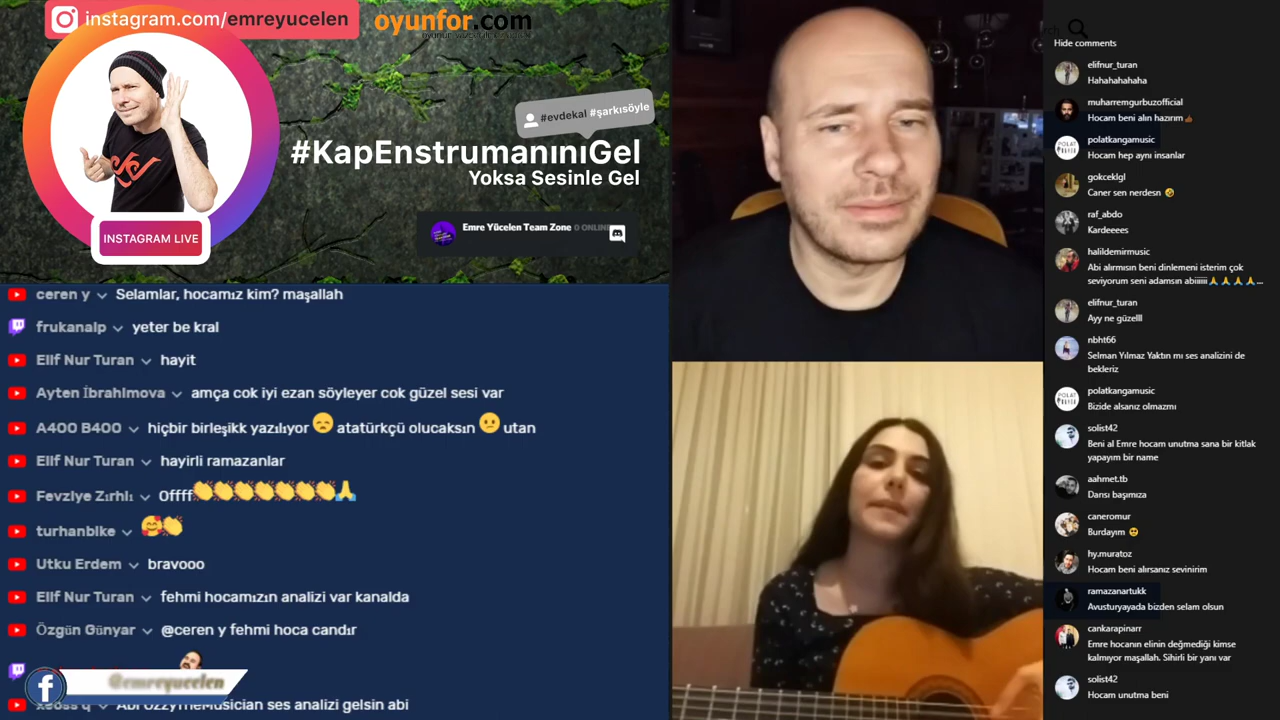 instagram.com/emreyucelen
oyunfor.com
#evdekal #şarkısöyle
#KapEnstrumanınıGel
Yoksa Sesinle Gel
Emre Yücelen Team Zone 0 ONLINE
INSTAGRAM LIVE
ceren y Selamlar, hocamız kim? maşallah
frukanalp yeter be kral
Elif Nur Turan hayit
Ayten İbrahimova amça cok iyi ezan söyleyer cok güzel sesi var
A400 B400 hiçbir birleşikk yazılıyor 😞 atatürkçü olucaksın 😕 utan
Elif Nur Turan hayirli ramazanlar
Fevziye Zırhlı Offff👏👏👏👏👏👏👏🙏
turhanbike 🥰👏
Utku Erdem bravooo
Elif Nur Turan fehmi hocamızın analizi var kanalda
Özgün Günyar @ceren y fehmi hoca candır
@emreyucelen
Abi OzzyTheMusician ses analizi gelsin abi
Hide comments
elifnur_turan
Hahahahahaha
muharremgurbuzofficial
Hocam beni alın hazırım👍🏾
polatkangamusic
Hocam hep aynı insanlar
gokceklgl
Caner sen nerdesn 🤣
raf_abdo
Kardeeees
halildemirmusic
Abi alırmısın beni dinlemeni isterim çok
seviyorum seni adamsın abiiiiiii🙏🙏🙏🙏...
elifnur_turan
Ayy ne güzelll
nbht66
Selman Yılmaz Yaktın mı ses analizini de
bekleriz
polatkangamusic
Bizide alsanız olmazmı
solist42
Beni al Emre hocam unutma sana bir kitlak
yapayım bir name
aahmet.tb
Darısı başımıza
caneromur
Burdayım 🥺
hy.muratoz
Hocam beni alırsanız sevinirim
ramazanartukk
Avusturyayada bizden selam olsun
cankarapinarr
Emre hocanın elinin değmediği kimse
kalmıyor maşallah. Sihirli bir yanı var
solist42
Hocam unutma beni